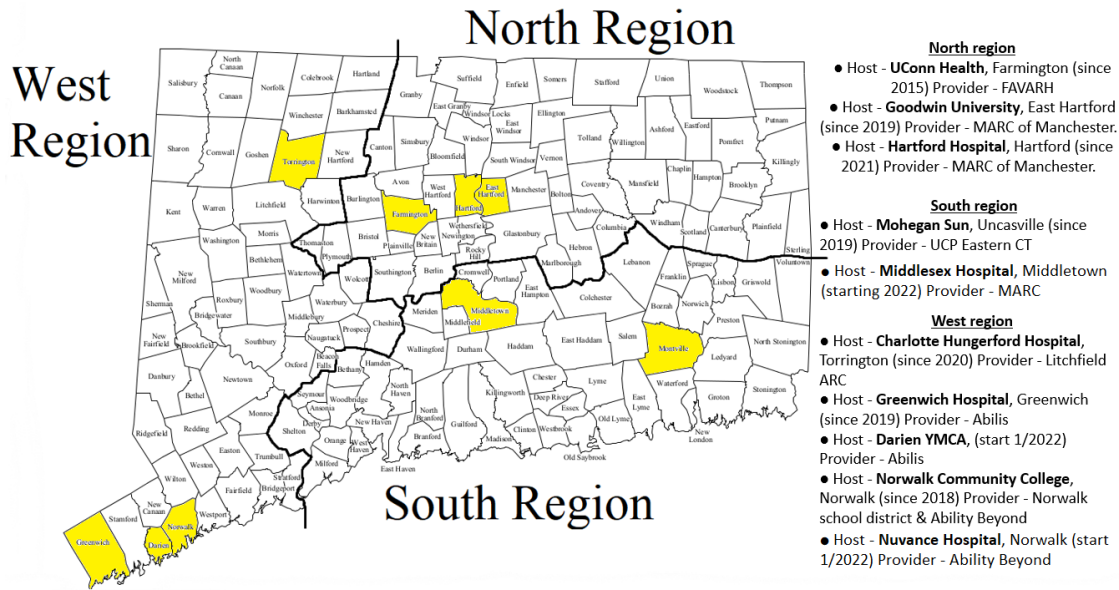 North Region
West
Region
South Region
Salisbury
North
Canaan
Canaan
Norfolk
Colebrook
Hartland
Winchester
Barkhamsted
Sharon
Cornwall
Goshen
Torrington
New
Hartford
Kent
Warren
Litchfield
Harwinton
Morris
Washington
Bethlehem
Thomaston
Plymouth
Watertown
Wolcott
New
Milford
Woodbury
Waterbury
Roxbury
Middlebury
Sherman
Bridgewater
Prospect
Cheshire
Naugatuck
New
Fairfield
Brookfield
Southbury
Oxford
Beacon
Falls
Bethany
Hamden
Danbury
Bethel
Newtown
Monroe
Seymour
Woodbridge
Ansonia
Derby
New Haven
Shelton
Orange
West
Haven
Ridgefield
Redding
Easton
Trumbull
Milford
Weston
Wilton
Fairfield
Stratford
Bridgeport
New
Canaan
Westport
Stamford
Norwalk
Darien
Greenwich
Granby
Suffield
Enfield
Somers
Stafford
Union
Woodstock
Thompson
East Granby
Windsor Locks
East
Windsor
Ellington
Putnam
Canton
Simsbury
Windsor
Tolland
Willington
Ashford
Eastford
Pomfret
Killingly
Bloomfield
South Windsor
Vernon
Chaplin
Hampton
Brooklyn
Avon
West
Hartford
Hartford
East
Hartford
Manchester
Bolton
Coventry
Mansfield
Burlington
Farmington
Andover
Columbia
Windham
Scotland
Canterbury
Plainfield
Sterling
Bristol
Plainville
New
Britain
Newington
Wethersfield
Glastonbury
Rocky
Hill
Hebron
Marlborough
Southington
Berlin
Cromwell
Portland
East
Hampton
Lebanon
Franklin
Sprague
Lisbon
Griswold
Voluntown
Meriden
Middletown
Middlefield
Colchester
Bozrah
Norwich
Preston
Wallingford
Durham
Haddam
East Haddam
Salem
Montville
Ledyard
North Stonington
Chester
Lyme
Waterford
Groton
Stonington
North
Haven
North
Branford
Killingworth
Deep River
Essex
East
Lyme
Guilford
Madison
Clinton
Westbrook
Old Lyme
New
London
Branford
East Haven
Old Saybrook
North region
● Host - UConn Health, Farmington (since
2015) Provider - FAVARH
● Host - Goodwin University, East Hartford
(since 2019) Provider - MARC of Manchester.
● Host - Hartford Hospital, Hartford (since
2021) Provider - MARC of Manchester.
South region
● Host - Mohegan Sun, Uncasville (since
2019) Provider - UCP Eastern CT
● Host - Middlesex Hospital, Middletown
(starting 2022) Provider - MARC
West region
● Host - Charlotte Hungerford Hospital,
Torrington (since 2020) Provider - Litchfield
ARC
● Host - Greenwich Hospital, Greenwich
(since 2019) Provider - Abilis
● Host - Darien YMCA, (start 1/2022)
Provider - Abilis
● Host - Norwalk Community College,
Norwalk (since 2018) Provider - Norwalk
school district & Ability Beyond
● Host - Nuvance Hospital, Norwalk (start
1/2022) Provider - Ability Beyond